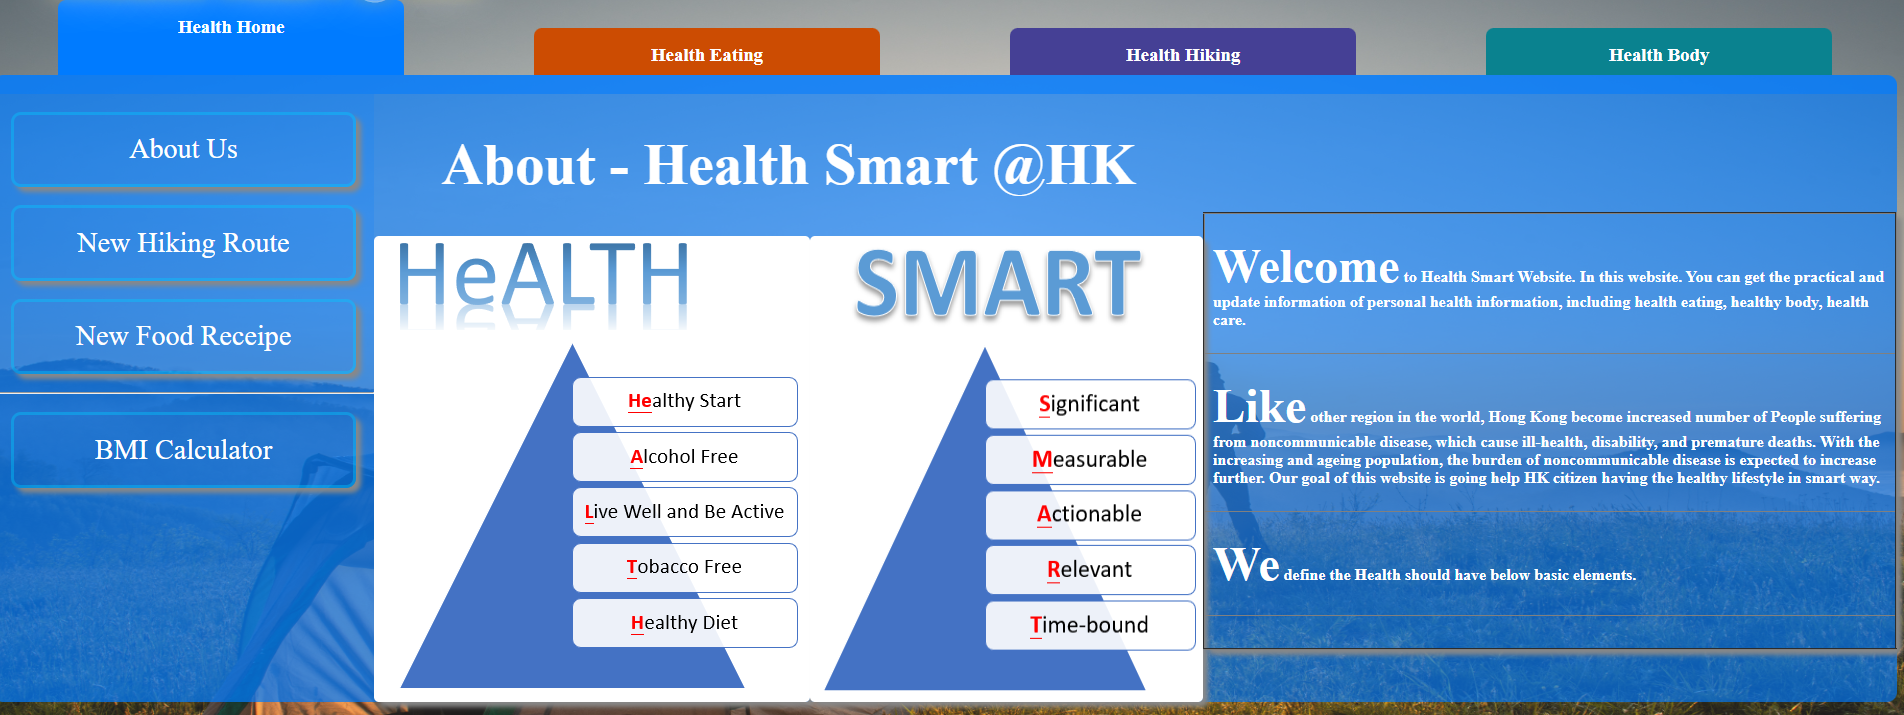 Health Home
Health Eating
Health Hiking
Health Body
About Us
New Hiking Route
New Food Receipe
BMI Calculator
About - Health Smart @HK
HeALTH
Healthy Start
Alcohol Free
Live Well and Be Active
Tobacco Free
Healthy Diet
SMART
Significant
Measurable
Actionable
Relevant
Time-bound
Welcome to Health Smart Website. In this website. You can get the practical and
update information of personal health information, including health eating, healthy body, health
care.
Like other region in the world, Hong Kong become increased number of People suffering
from noncommunicable disease, which cause ill-health, disability, and premature deaths. With the
increasing and ageing population, the burden of noncommunicable disease is expected to increase
further. Our goal of this website is going help HK citizen having the healthy lifestyle in smart way.
We define the Health should have below basic elements.